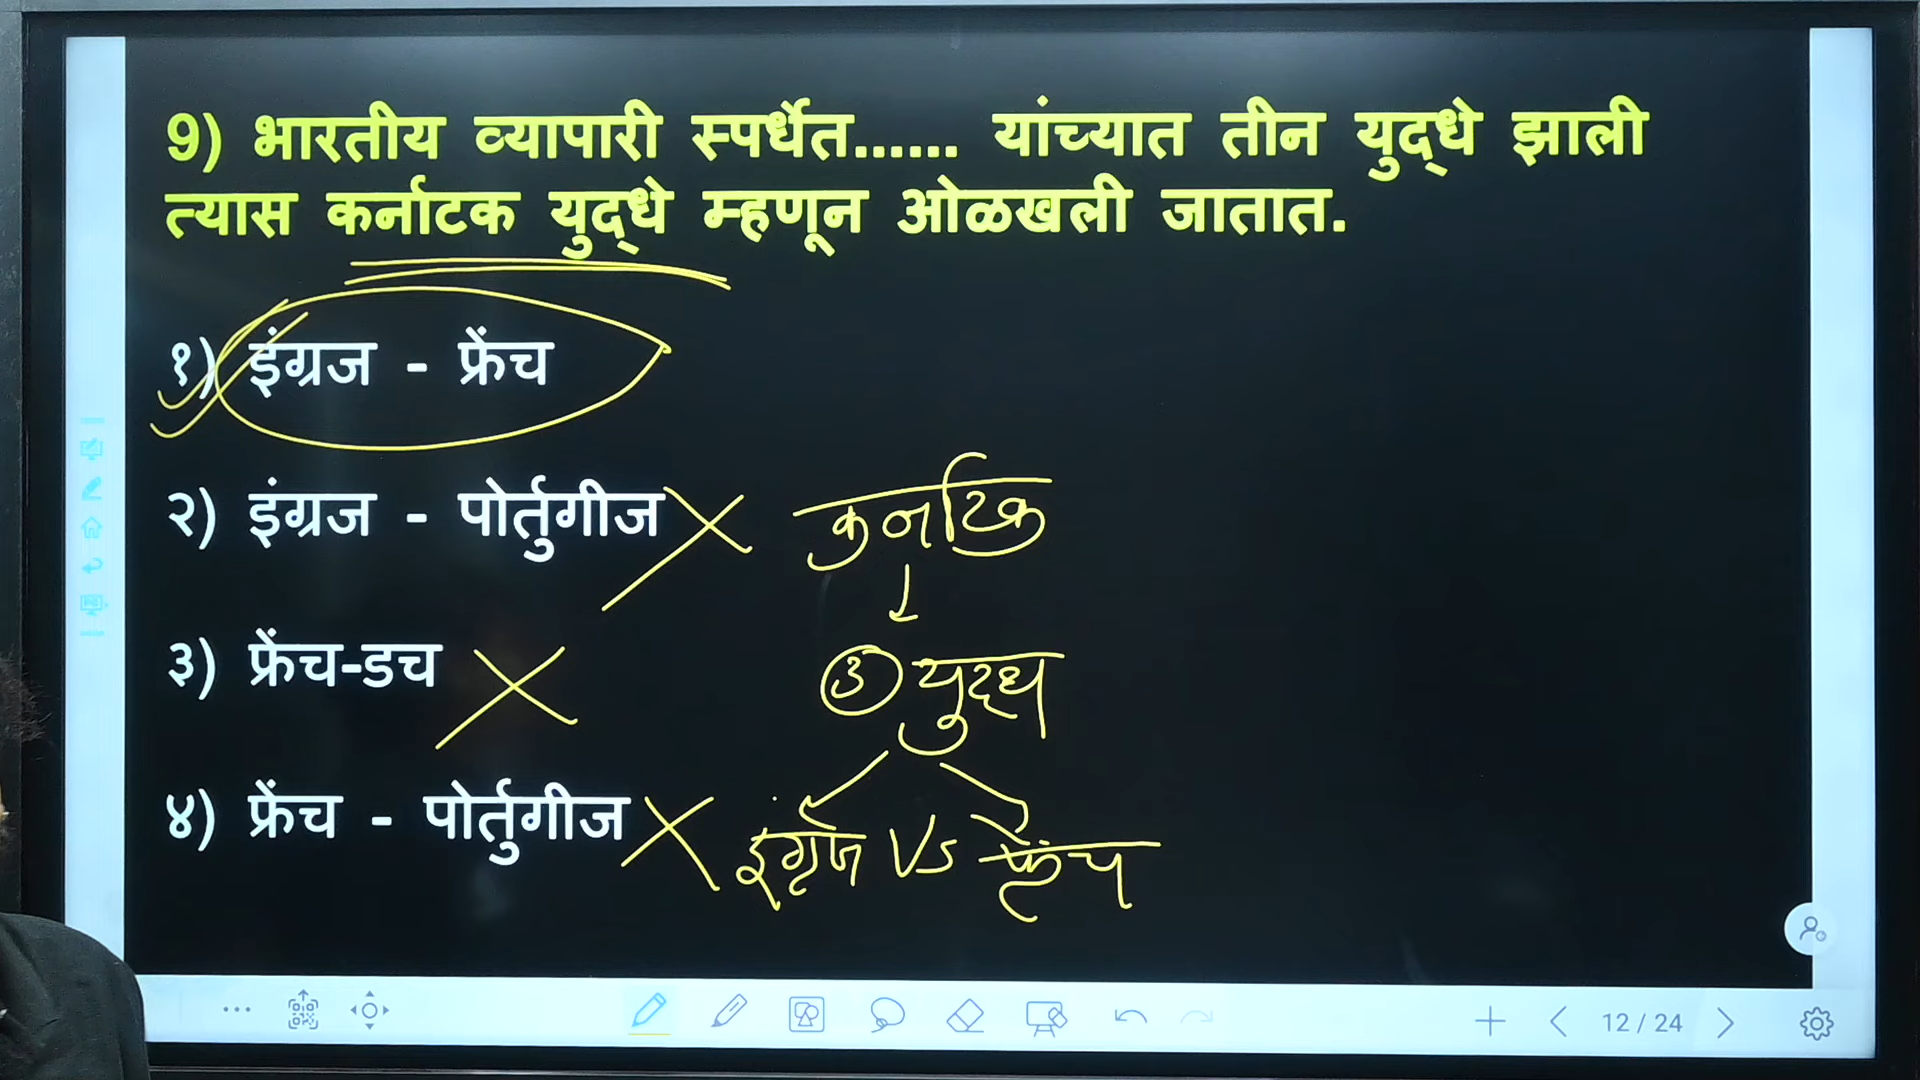 9) भारतीय व्यापारी स्पर्धेत...... यांच्यात तीन युद्धे झाली
त्यास कर्नाटक युद्धे म्हणून ओळखली जातात.
१) इंग्रज - फ्रेंच
२) इंग्रज - पोर्तुगीज
३) फ्रेंच-डच
४) फ्रेंच - पोर्तुगीज
कर्नाटक
३ युद्ध
इंग्रज Vs फ्रेंच
12 / 24